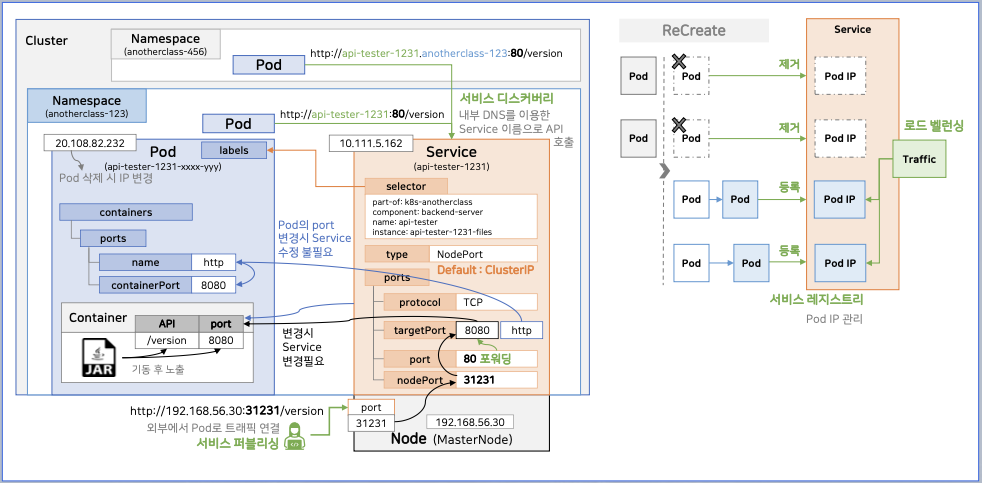 Cluster
Namespace
(anotherclass-456)
Pod
http://api-tester-1231.anotherclass-123:80/version
Namespace
(anotherclass-123)
Pod
http://api-tester-1231:80/version
서비스 디스커버리
내부 DNS를 이용한
Service 이름으로 API
호출
20.108.82.232
Pod
(api-tester-1231-xxxx-yyy)
labels
Pod 삭제 시 IP 변경
containers
ports
name
http
containerPort
8080
Pod의 port
변경시 Service
수정 불필요
Container
API
port
/version
8080
JAR
기동 후 노출
변경시
Service
변경필요
10.111.5.162
Service
(api-tester-1231)
selector
part-of: k8s-anotherclass
component: backend-server
name: api-tester
instance: api-tester-1231-files
type
NodePort
Default : ClusterIP
ports
protocol
TCP
targetPort
8080
http
port
80 포워딩
nodePort
31231
http://192.168.56.30:31231/version
외부에서 Pod로 트래픽 연결
서비스 퍼블리싱
port
31231
192.168.56.30
Node (MasterNode)
ReCreate
Service
Pod
Pod
제거
Pod IP
Pod
Pod
제거
Pod IP
로드 벨런싱
Traffic
Pod
Pod
등록
Pod IP
Pod
Pod
등록
Pod IP
서비스 레지스트리
Pod IP 관리